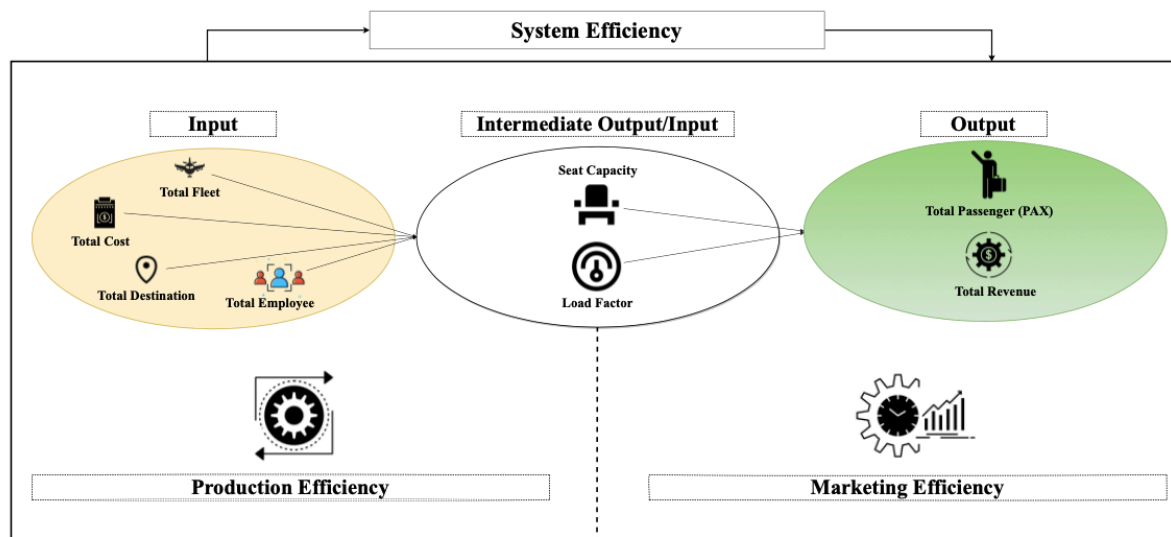 System Efficiency
Input
Intermediate Output/Input
Output
Total Fleet
Total Cost
Total Destination
Total Employee
Seat Capacity
Load Factor
Total Passenger (PAX)
$
Total Revenue
Production Efficiency
Marketing Efficiency